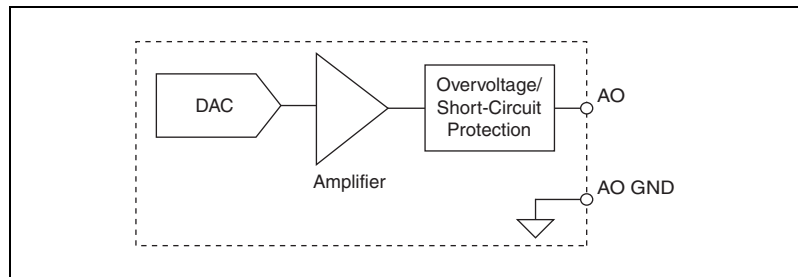 DAC
Amplifier
Overvoltage/
Short-Circuit
Protection
AO
AO GND